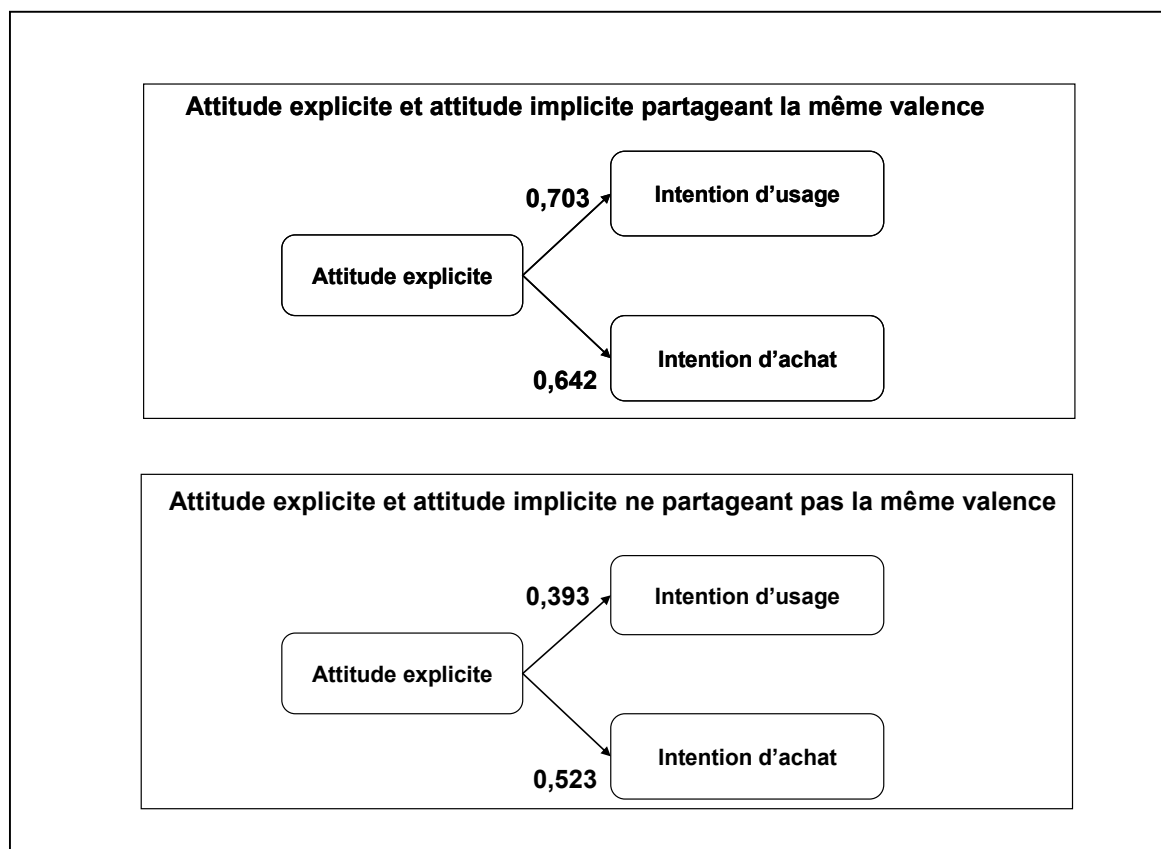 Attitude explicite et attitude implicite partageant la même valence
0,703
Intention d’usage
Attitude explicite
0,642
Intention d’achat
Attitude explicite et attitude implicite ne partageant pas la même valence
0,393
Intention d’usage
Attitude explicite
0,523
Intention d’achat